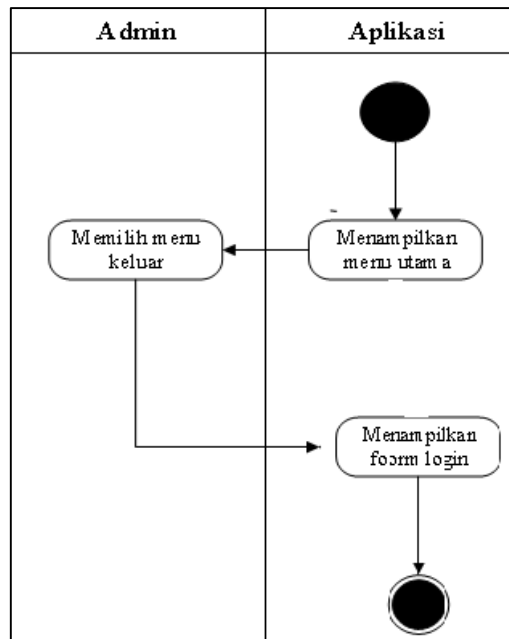 Admin
Aplikasi
Memilih menu
keluar
Menampilkan
menu utama
Menampilkan
foorm login